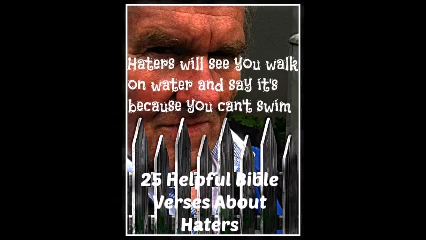 Haters will see you walk
on water and say it's
because you can't swim
25 Helpful Bible
Verses About
Haters